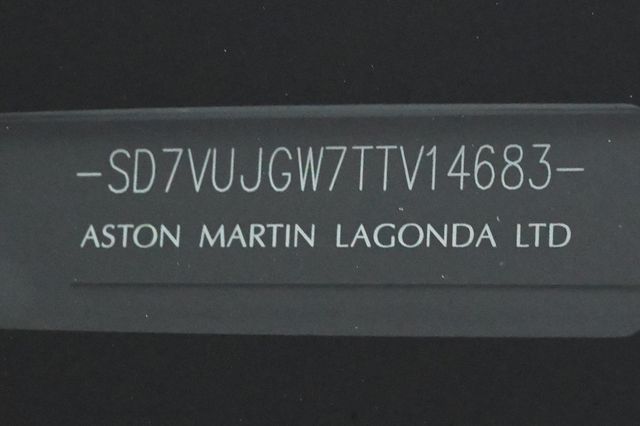 -SD7VUJGW7TTV14683-
ASTON MARTIN LAGONDA LTD